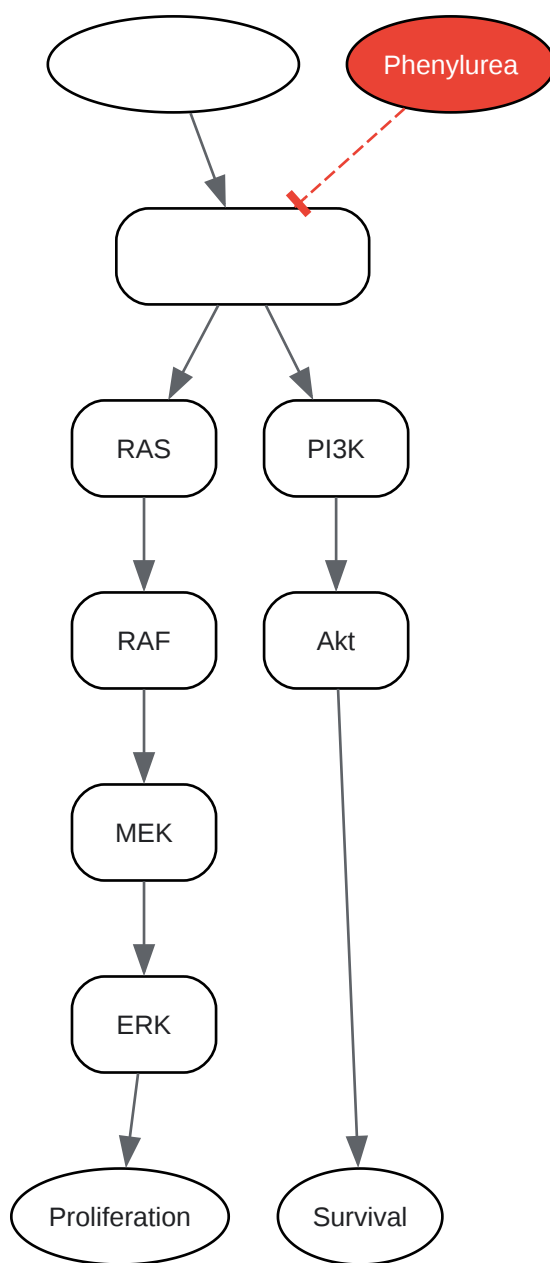 Phenylurea
RAS
PI3K
RAF
Akt
MEK
ERK
Proliferation
Survival